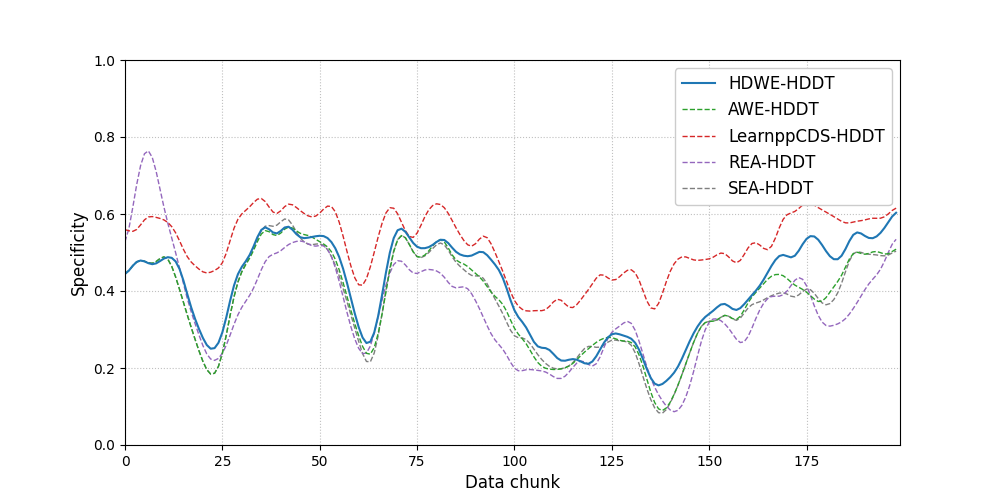 1.0
0.8
0.6
0.4
0.2
0.0
Specificity
0
25
50
75
100
125
150
175
Data chunk
HDWE-HDDT
AWE-HDDT
LearnppCDS-HDDT
REA-HDDT
SEA-HDDT